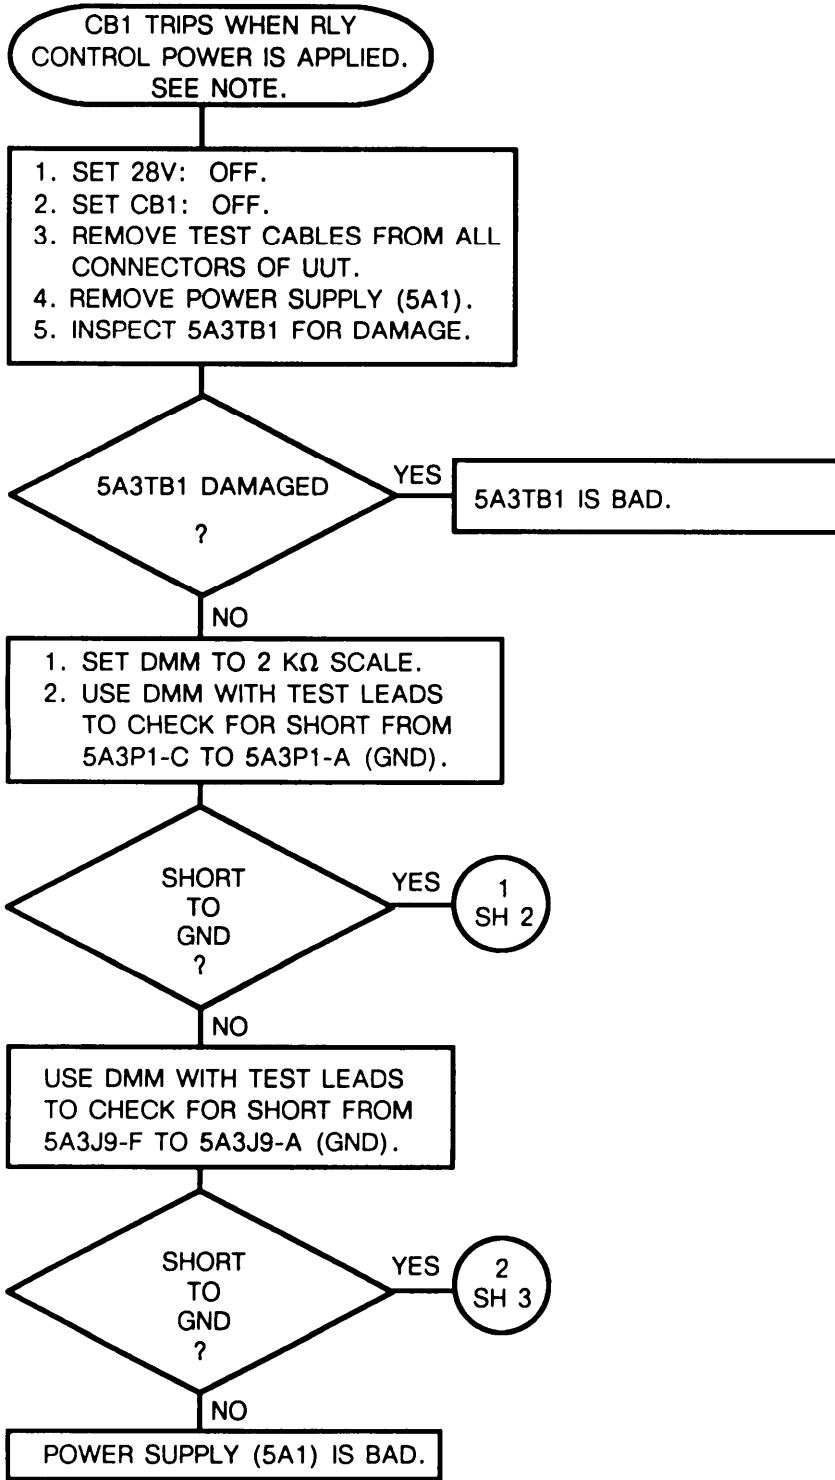 CB1 TRIPS WHEN RLY
CONTROL POWER IS APPLIED.
SEE NOTE.
1. SET 28V: OFF.
2. SET CB1: OFF.
3. REMOVE TEST CABLES FROM ALL
CONNECTORS OF UUT.
4. REMOVE POWER SUPPLY (5A1).
5. INSPECT 5A3TB1 FOR DAMAGE.
5A3TB1 DAMAGED
?
YES
5A3TB1 IS BAD.
NO
1. SET DMM TO 2 KΩ SCALE.
2. USE DMM WITH TEST LEADS
TO CHECK FOR SHORT FROM
5A3P1-C TO 5A3P1-A (GND).
SHORT
TO
GND
?
YES
1
SH 2
NO
USE DMM WITH TEST LEADS
TO CHECK FOR SHORT FROM
5A3J9-F TO 5A3J9-A (GND).
SHORT
TO
GND
?
YES
2
SH 3
NO
POWER SUPPLY (5A1) IS BAD.